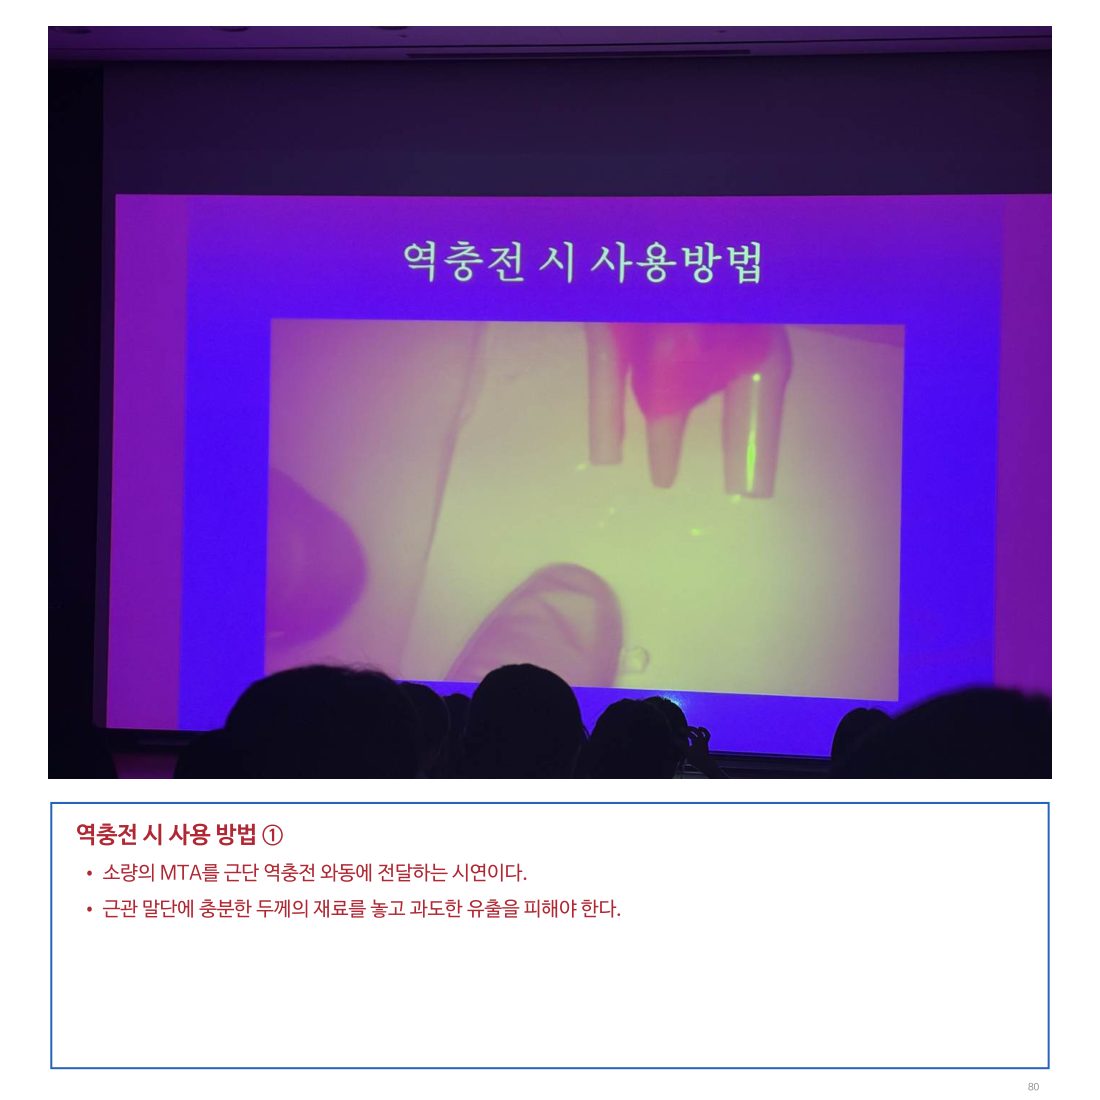 역충전 시 사용방법
역충전 시 사용 방법 ①
• 소량의 MTA를 근단 역충전 와동에 전달하는 시연이다.
• 근관 말단에 충분한 두께의 재료를 놓고 과도한 유출을 피해야 한다.
80